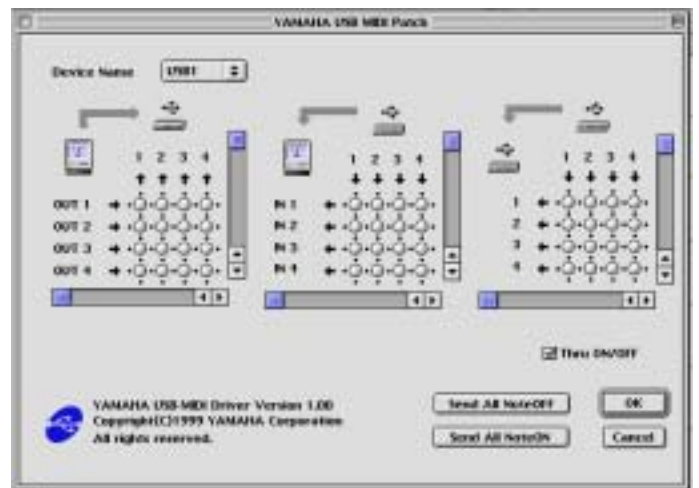 YAMAHA USB MIDI Patch
Device Name USB1
1 2 3 4
OUT 1
OUT 2
OUT 3
OUT 4
1 2 3 4
IN 1
IN 2
IN 3
IN 4
1 2 3 4
1
2
3
4
Thru ON/OFF
YAMAHA USB-MIDI Driver Version 1.00
Copyright(C)1999 YAMAHA Corporation
All rights reserved.
Send All NoteOFF
OK
Send All NoteON
Cancel